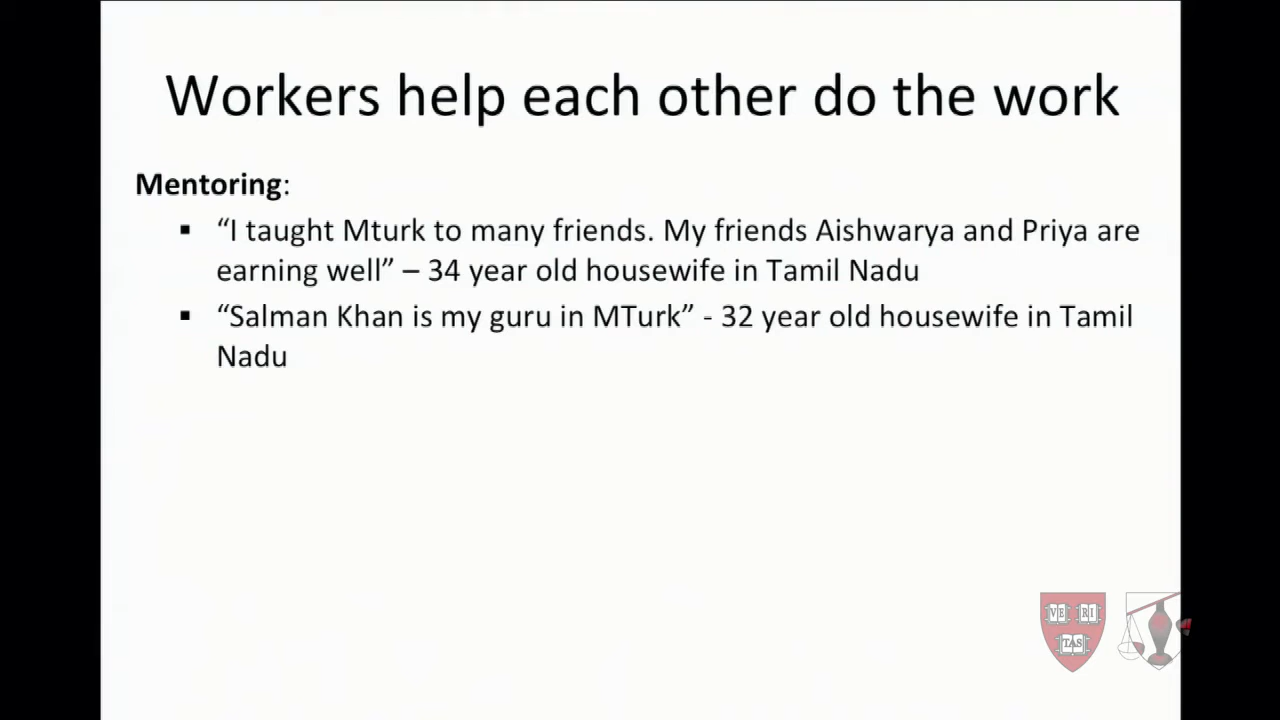 Workers help each other do the work
Mentoring:
▪ “I taught Mturk to many friends. My friends Aishwarya and Priya are
earning well” – 34 year old housewife in Tamil Nadu
▪ “Salman Khan is my guru in MTurk” - 32 year old housewife in Tamil
Nadu
VE RI
TAS